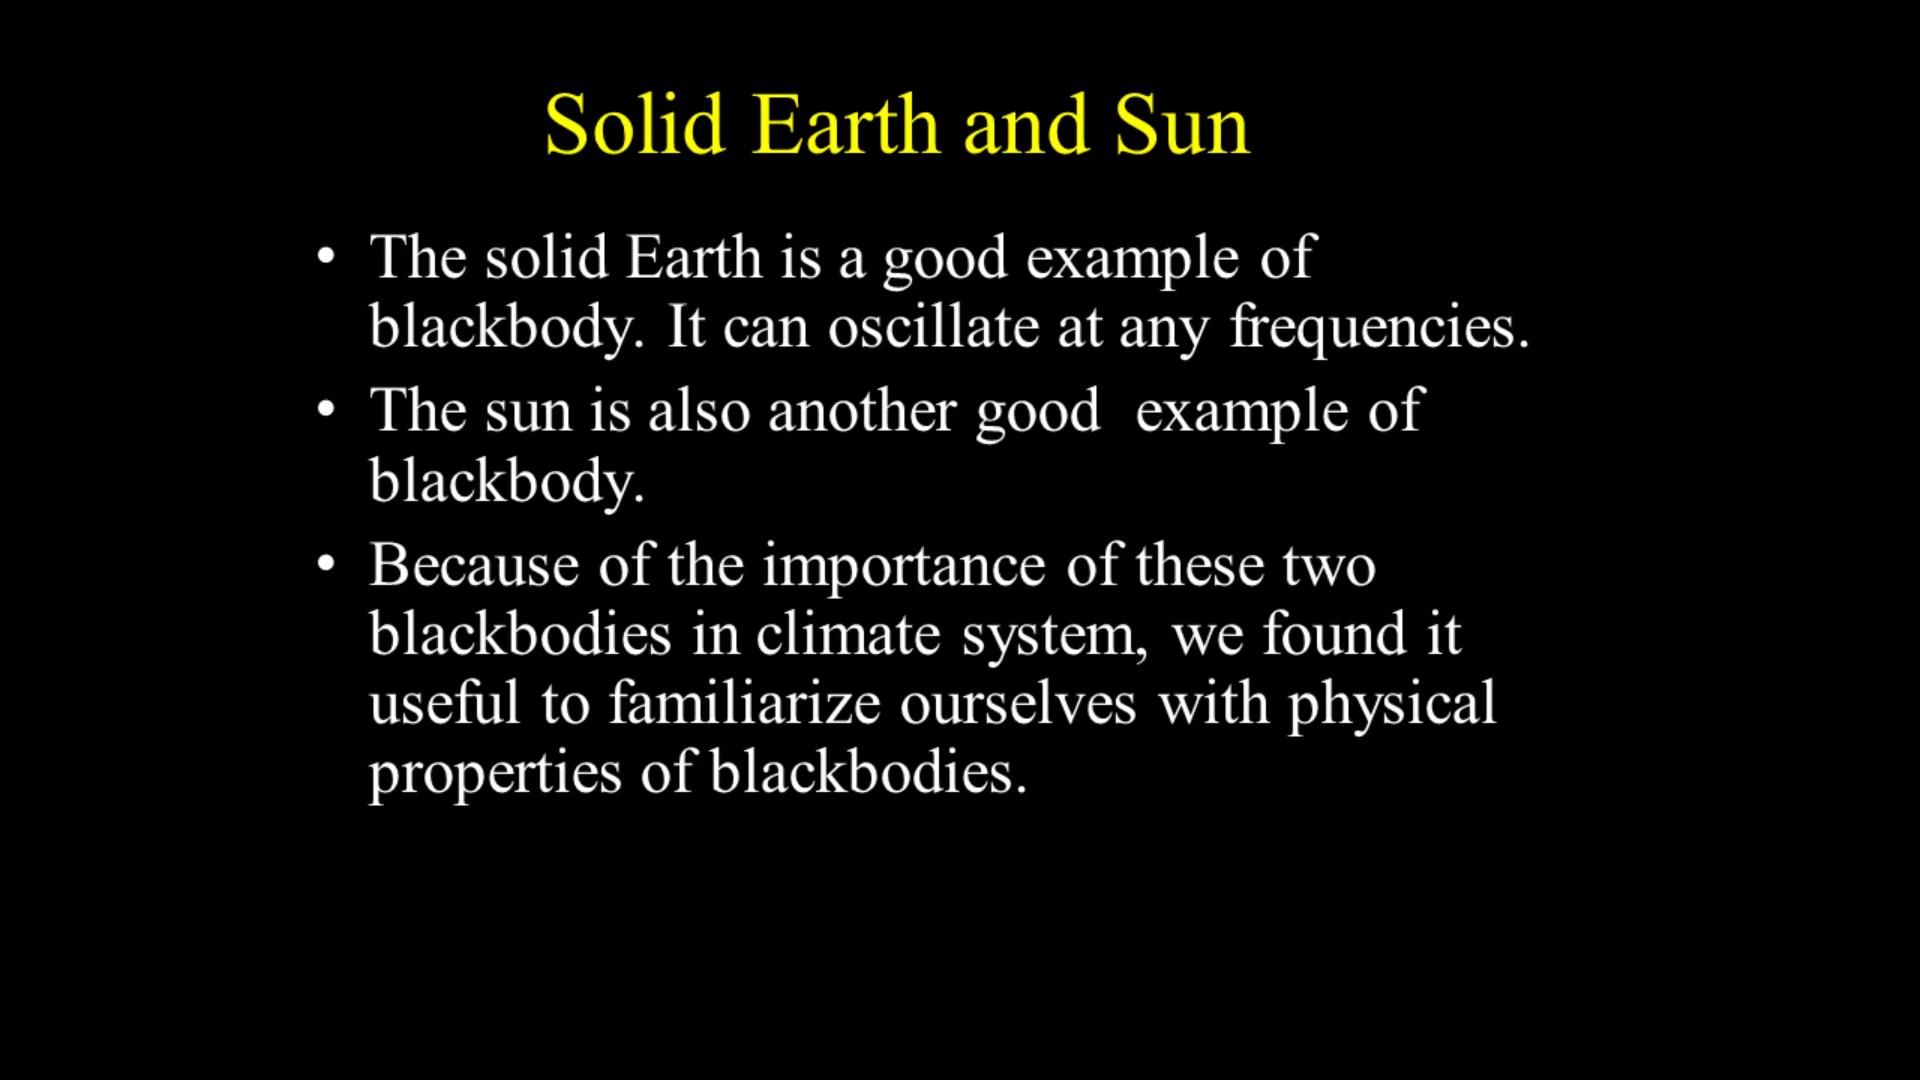 Solid Earth and Sun
• The solid Earth is a good example of
blackbody. It can oscillate at any frequencies.
• The sun is also another good  example of
blackbody.
• Because of the importance of these two
blackbodies in climate system, we found it
useful to familiarize ourselves with physical
properties of blackbodies.